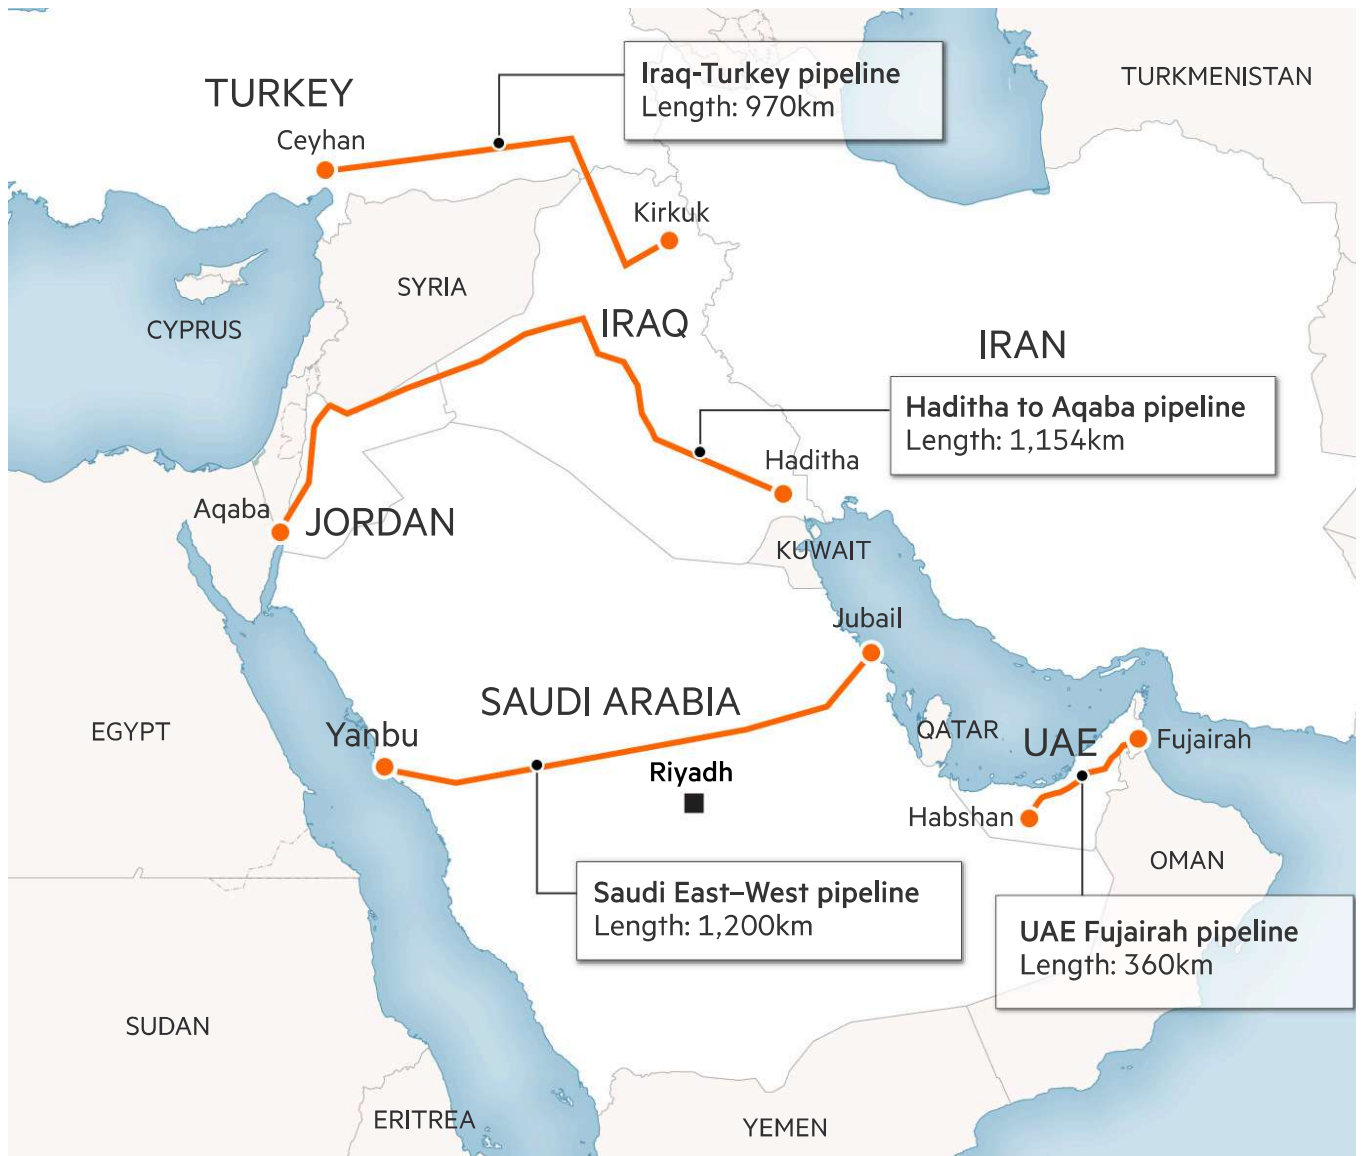 Iraq-Turkey pipeline
Length: 970km
TURKMENISTAN
TURKEY
Ceyhan
Kirkuk
SYRIA
CYPRUS
IRAQ
IRAN
Haditha to Aqaba pipeline
Length: 1,154km
Haditha
Aqaba
JORDAN
KUWAIT
Jubail
SAUDI ARABIA
EGYPT
Yanbu
QATAR
UAE
Fujairah
Riyadh
Habshan
OMAN
Saudi East–West pipeline
Length: 1,200km
UAE Fujairah pipeline
Length: 360km
SUDAN
ERITREA
YEMEN